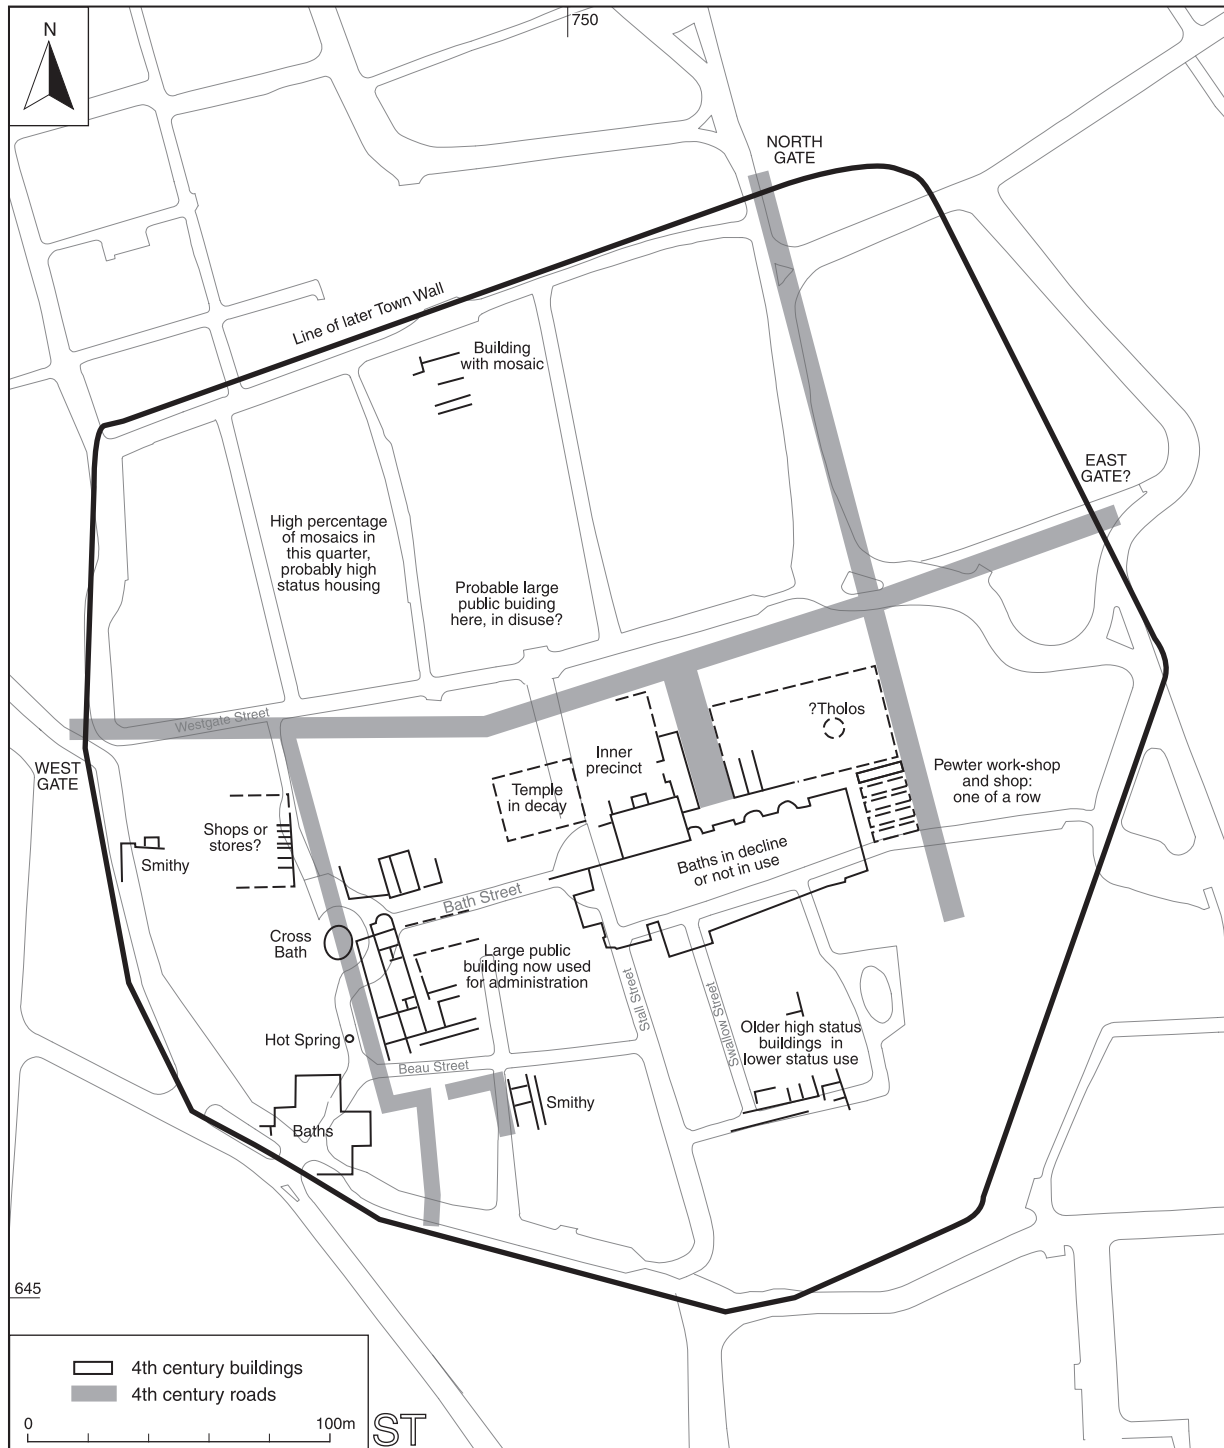 N
750
NORTH
GATE
Line of later Town Wall
Building
with mosaic
EAST
GATE?
High percentage
of mosaics in
this quarter,
probably high
status housing
Probable large
public buiding
here, in disuse?
Westgate Street
?Tholos
WEST
GATE
Inner
precinct
Temple
in decay
Pewter work-shop
and shop:
one of a row
Shops or
stores?
Smithy
Baths in decline
or not in use
Bath Street
Cross
Bath
Large public
building now used
for administration
Stall Street
Swallow Street
Hot Spring
Older high status
buildings in
lower status use
Beau Street
Smithy
Baths
645
4th century buildings
4th century roads
0
100m
ST